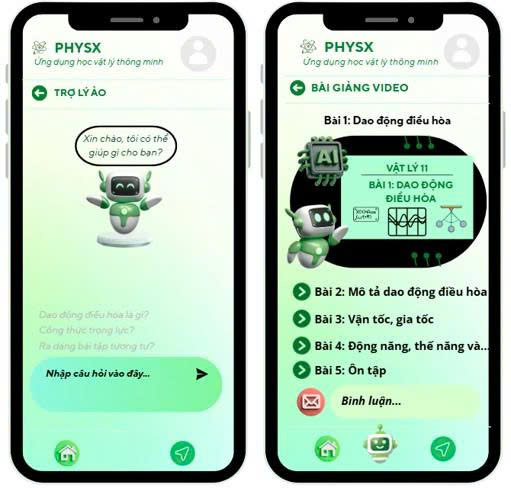 PHYSX
Ứng dụng học vật lý thông minh
TRỢ LÝ ẢO
Xin chào, tôi có thể
giúp gì cho bạn?
Dao động điều hòa là gì?
Công thức trọng lực?
Ra dạng bài tập tương tự?
Nhập câu hỏi vào đây...
PHYSX
Ứng dụng học vật lý thông minh
BÀI GIẢNG VIDEO
Bài 1: Dao động điều hòa
AI
VẬT LÝ 11
BÀI 1: DAO ĐỘNG
ĐIỀU HÒA
Bài 2: Mô tả dao động điều hòa
Bài 3: Vận tốc, gia tốc
Bài 4: Động năng, thế năng và...
Bài 5: Ôn tập
Bình luận...